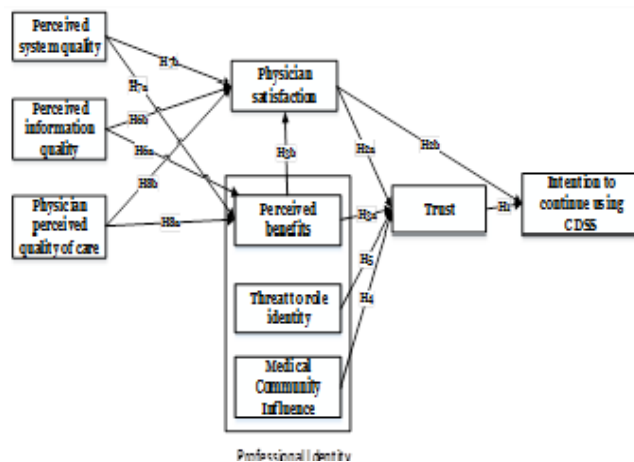 Perceived
system quality
H7b
H7a
Physician
satisfaction
Perceived
information
quality
H6b
H6a
H8b
H3b
H2a
H2b
Physician
perceived
quality of care
H8a
Perceived
benefits
H3a
Trust
H1
Intention to
continue using
CDSS
H5
H4
Threat to role
identity
Medical
Community
Influence
Professional Identity